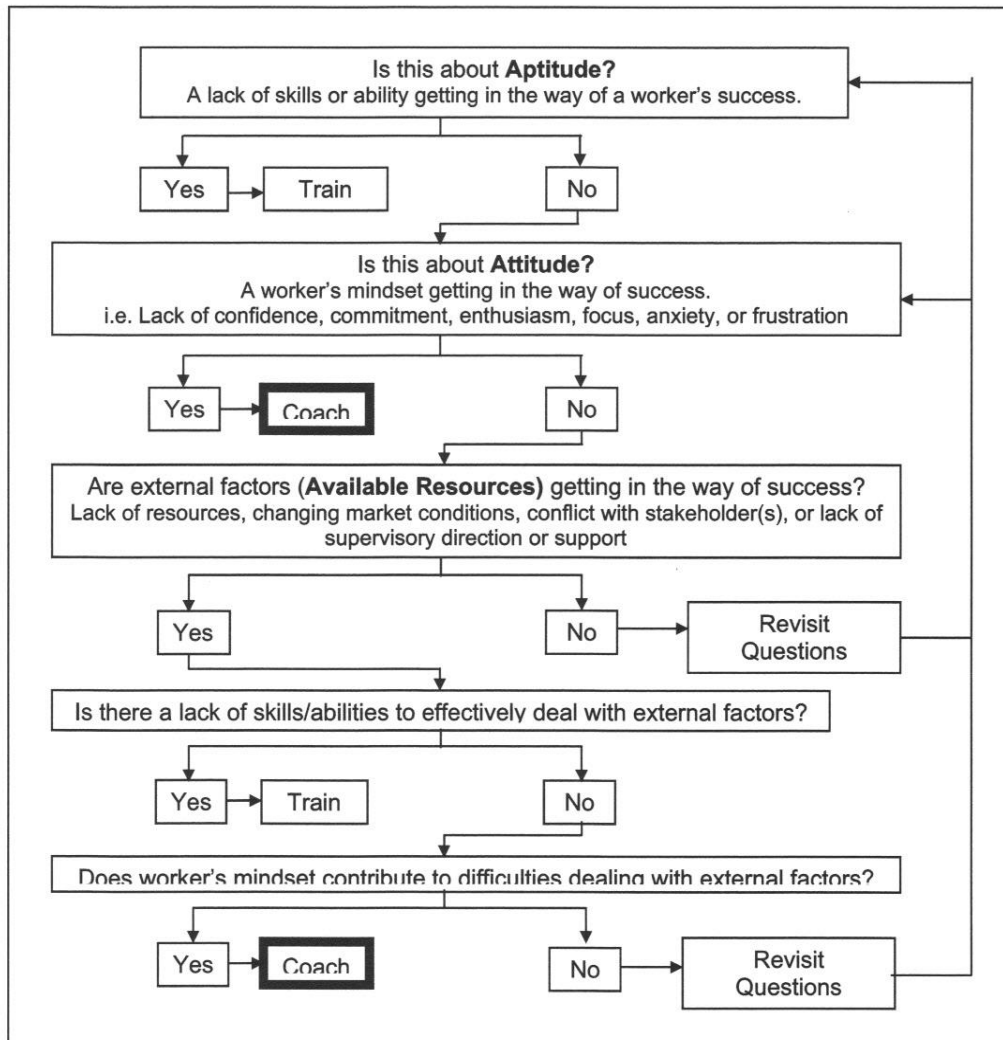 Is this about Aptitude?
A lack of skills or ability getting in the way of a worker's success.
Yes
Train
No
Is this about Attitude?
A worker's mindset getting in the way of success.
i.e. Lack of confidence, commitment, enthusiasm, focus, anxiety, or frustration
Yes
Coach
No
Are external factors (Available Resources) getting in the way of success?
Lack of resources, changing market conditions, conflict with stakeholder(s), or lack of
supervisory direction or support
Yes
No
Revisit
Questions
Is there a lack of skills/abilities to effectively deal with external factors?
Yes
Train
No
Does worker's mindset contribute to difficulties dealing with external factors?
Yes
Coach
No
Revisit
Questions